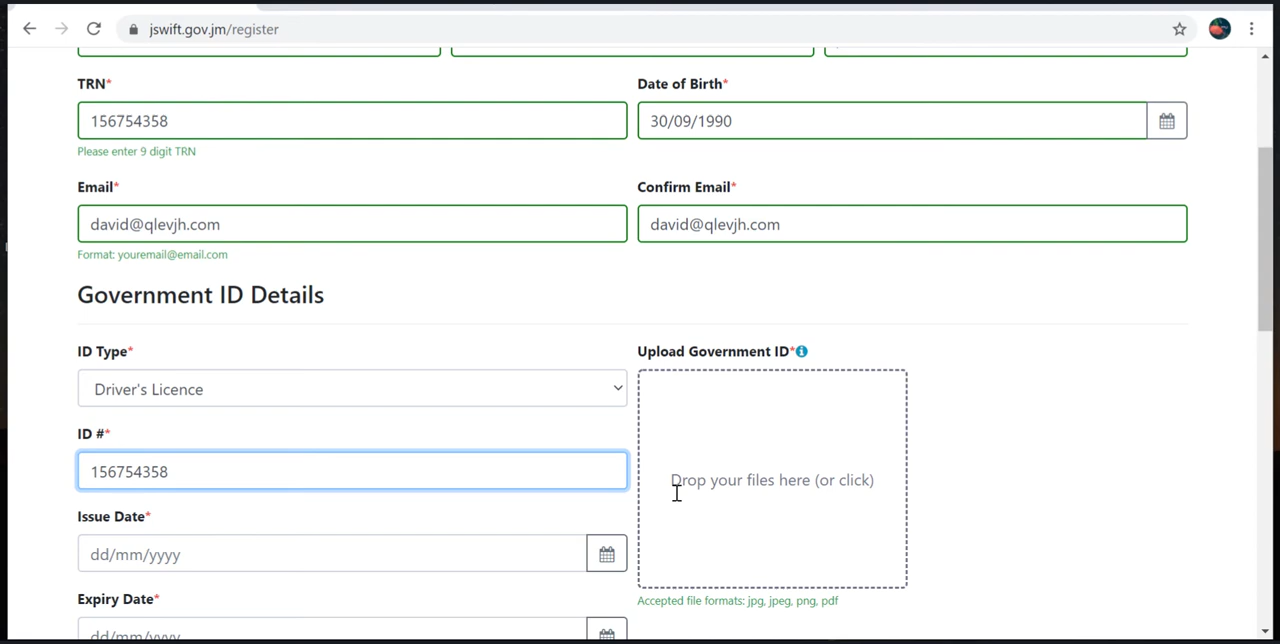 jswift.gov.jm/register
TRN* Date of Birth*
156754358 30/09/1990
Please enter 9 digit TRN
Email* Confirm Email*
david@qlevjh.com david@qlevjh.com
Format: youremail@email.com
Government ID Details
ID Type* Upload Government ID*
Driver's Licence
ID #*
156754358
Drop your files here (or click)
Issue Date*
dd/mm/yyyy
Expiry Date* Accepted file formats: jpg, jpeg, png, pdf
dd/mm/yyyy